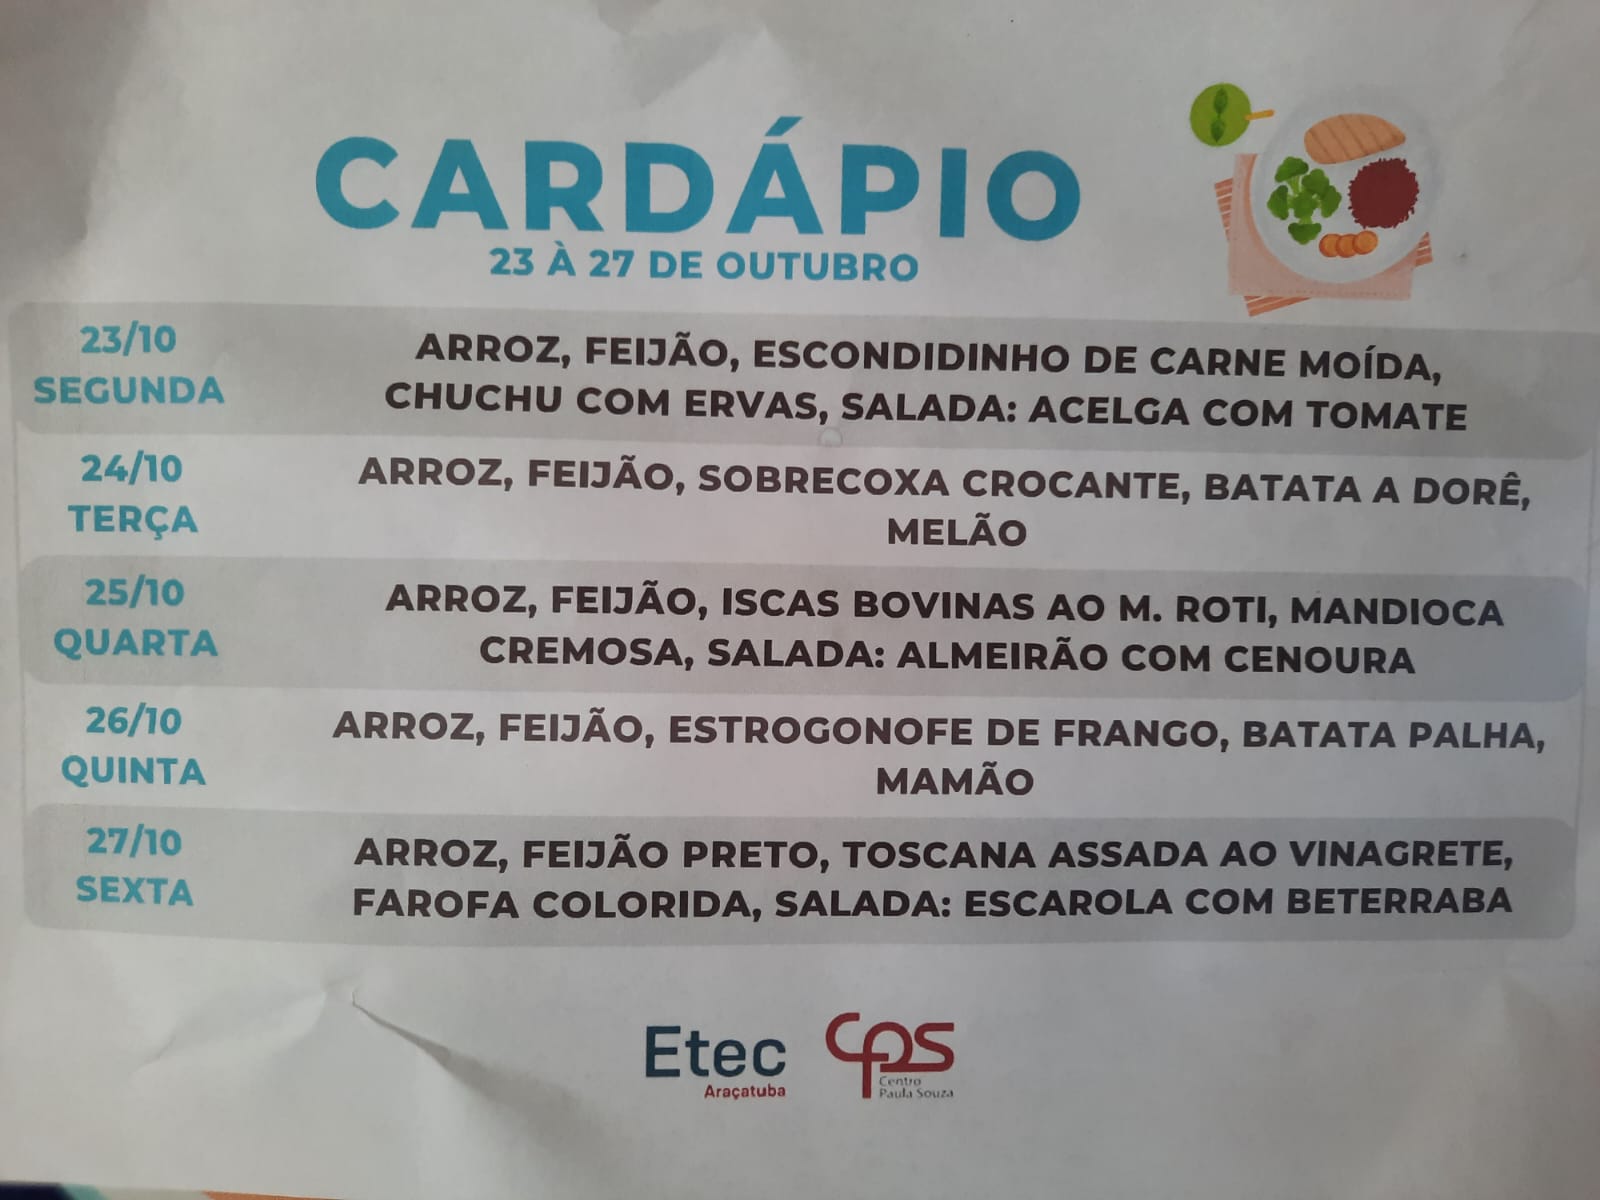 CARDÁPIO
23 À 27 DE OUTUBRO
23/10
SEGUNDA
ARROZ, FEIJÃO, ESCONDIDINHO DE CARNE MOÍDA,
CHUCHU COM ERVAS, SALADA: ACELGA COM TOMATE
24/10
TERÇA
ARROZ, FEIJÃO, SOBRECOXA CROCANTE, BATATA A DORÊ,
MELÃO
25/10
QUARTA
ARROZ, FEIJÃO, ISCAS BOVINAS AO M. ROTI, MANDIOCA
CREMOSA, SALADA: ALMEIRÃO COM CENOURA
26/10
QUINTA
ARROZ, FEIJÃO, ESTROGONOFE DE FRANGO, BATATA PALHA,
MAMÃO
27/10
SEXTA
ARROZ, FEIJÃO PRETO, TOSCANA ASSADA AO VINAGRETE,
FAROFA COLORIDA, SALADA: ESCAROLA COM BETERRABA
Etec
Araçatuba
CPS
Centro
Paula Souza